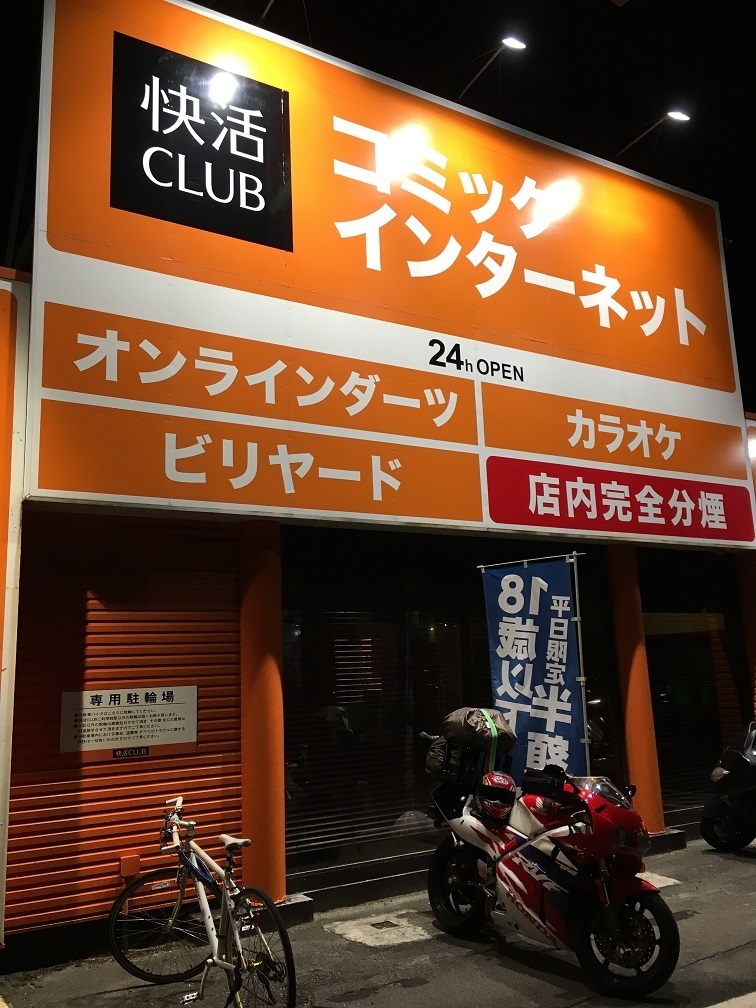 快活
CLUB
コミック
インターネット
24h OPEN
オンラインダーツ
カラオケ
ビリヤード
店内完全分煙
平日限定
18歳以下
半額
専用駐輪場
快活CLUB
HONDA